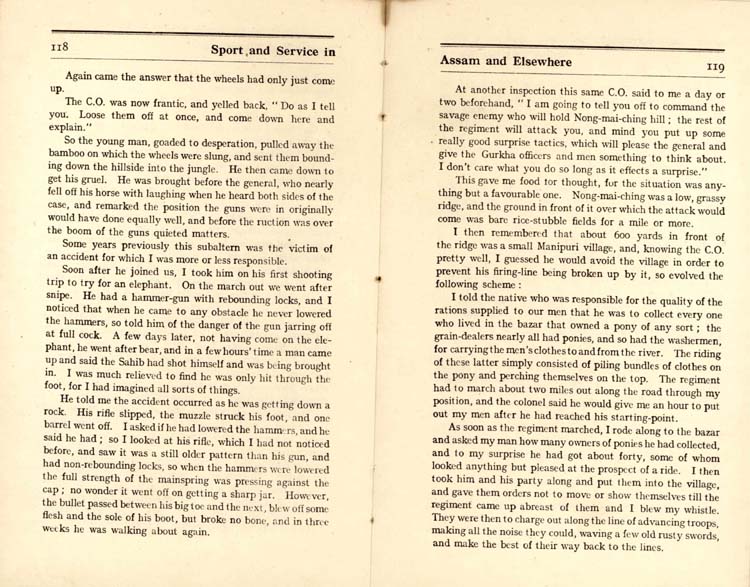 118
Sport and Service in
Again came the answer that the wheels had only just come
up.
The C.O. was now frantic, and yelled back, "Do as I tell
you. Loose them off at once, and come down here and
explain."
So the young man, goaded to desperation, pulled away the
bamboo on which the wheels were slung, and sent them bound-
ing down the hillside into the jungle. He then came down to
get his gruel. He was brought before the general, who nearly
fell off his horse with laughing when he heard both sides of the
case, and remarked the position the guns were in originally
would have done equally well, and before the ruction was over
the boom of the guns quieted matters.
Some years previously this subaltern was the victim of
an accident for which I was more or less responsible.
Soon after he joined us, I took him on his first shooting
trip to try for an elephant. On the march out we went after
snipe. He had a hammer-gun with rebounding locks, and I
noticed that when he came to any obstacle he never lowered
the hammers, so told him of the danger of the gun jarring off
at full cock. A few days later, not having come on the ele-
phant, he went after bear, and in a few hours' time a man came
up and said the Sahib had shot himself and was being brought
in. I was much relieved to find he was only hit through the
foot, for I had imagined all sorts of things.
He told me the accident occurred as he was getting down a
rock. His rifle slipped, the muzzle struck his foot, and one
barrel went off. I asked if he had lowered the hammers, and he
said he had ; so I looked at his rifle, which I had not noticed
before, and saw it was a still older pattern than his gun, and
had non-rebounding locks, so when the hammers were lowered
the full strength of the mainspring was pressing against the
cap ; no wonder it went off on getting a sharp jar. However,
the bullet passed between his big toe and the next, blew off some
flesh and the sole of his boot, but broke no bone, and in three
weeks he was walking about again.
Assam and Elsewhere
119
At another inspection this same C.O. said to me a day or
two beforehand, "I am going to tell you off to command the
savage enemy who will hold Nong-mai-ching hill ; the rest of
the regiment will attack you, and mind you put up some
really good surprise tactics, which will please the general and
give the Gurkha officers and men something to think about.
I don't care what you do so long as it effects a surprise."
This gave me food for thought, for the situation was any-
thing but a favourable one. Nong-mai-ching was a low, grassy
ridge, and the ground in front of it over which the attack would
come was bare rice-stubble fields for a mile or more.
I then remembered that about 600 yards in front of
the ridge was a small Manipuri village, and, knowing the C.O.
pretty well, I guessed he would avoid the village in order to
prevent his firing-line being broken up by it, so evolved the
following scheme :
I told the native who was responsible for the quality of the
rations supplied to our men that he was to collect every one
who lived in the bazar that owned a pony of any sort ; the
grain-dealers nearly all had ponies, and so had the washermen,
for carrying the men's clothes to and from the river. The riding
of these latter simply consisted of piling bundles of clothes on
the pony and perching themselves on the top. The regiment
had to march about two miles out along the road through my
position, and the colonel said he would give me an hour to put
out my men after he had reached his starting-point.
As soon as the regiment marched, I rode along to the bazar
and asked my man how many owners of ponies he had collected,
and to my surprise he had got about forty, some of whom
looked anything but pleased at the prospect of a ride. I then
took him and his party along and put them into the village,
and gave them orders not to move or show themselves till the
regiment came up abreast of them and I blew my whistle.
They were then to charge out along the line of advancing troops,
making all the noise they could, waving a few old rusty swords,
and make the best of their way back to the lines.